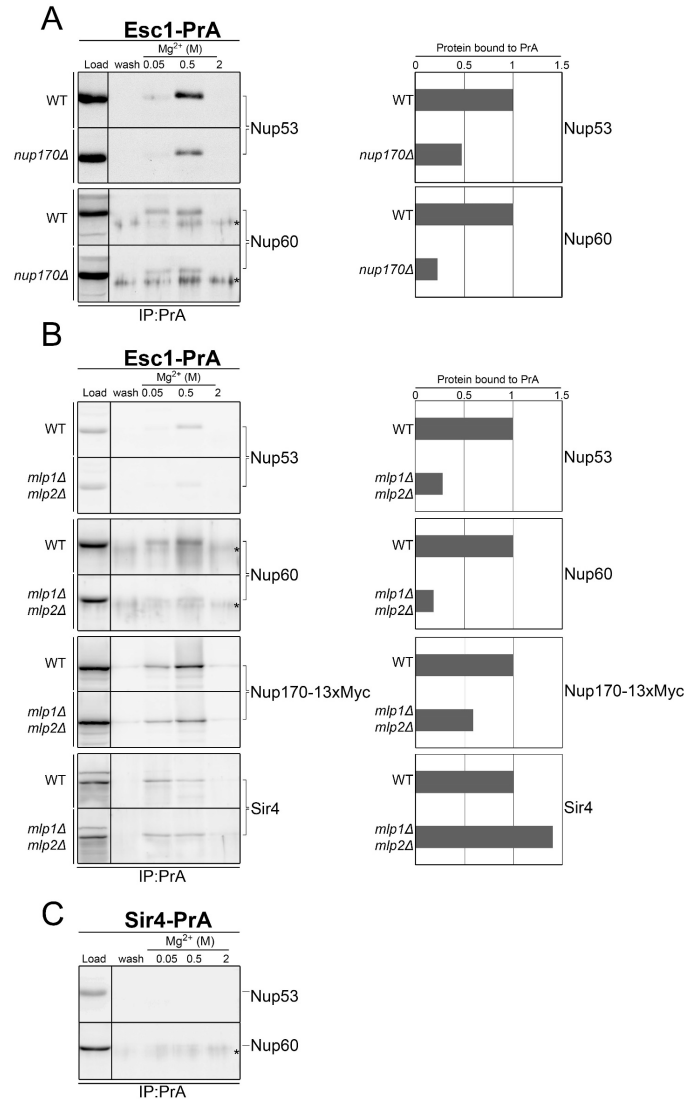 A
Esc1-PrA
Mg2+ (M)
Load wash 0.05 0.5 2
WT
nup170Δ
Nup53
WT
*
nup170Δ
*
Nup60
IP:PrA
Protein bound to PrA
0 0.5 1 1.5
WT
nup170Δ
Nup53
WT
nup170Δ
Nup60
B
Esc1-PrA
Mg2+ (M)
Load wash 0.05 0.5 2
WT
mlp1Δ
mlp2Δ
Nup53
WT
*
mlp1Δ
mlp2Δ
*
Nup60
WT
mlp1Δ
mlp2Δ
Nup170-13xMyc
WT
mlp1Δ
mlp2Δ
Sir4
IP:PrA
Protein bound to PrA
0 0.5 1 1.5
WT
mlp1Δ
mlp2Δ
Nup53
WT
mlp1Δ
mlp2Δ
Nup60
WT
mlp1Δ
mlp2Δ
Nup170-13xMyc
WT
mlp1Δ
mlp2Δ
Sir4
C
Sir4-PrA
Mg2+ (M)
Load wash 0.05 0.5 2
Nup53
Nup60
*
IP:PrA